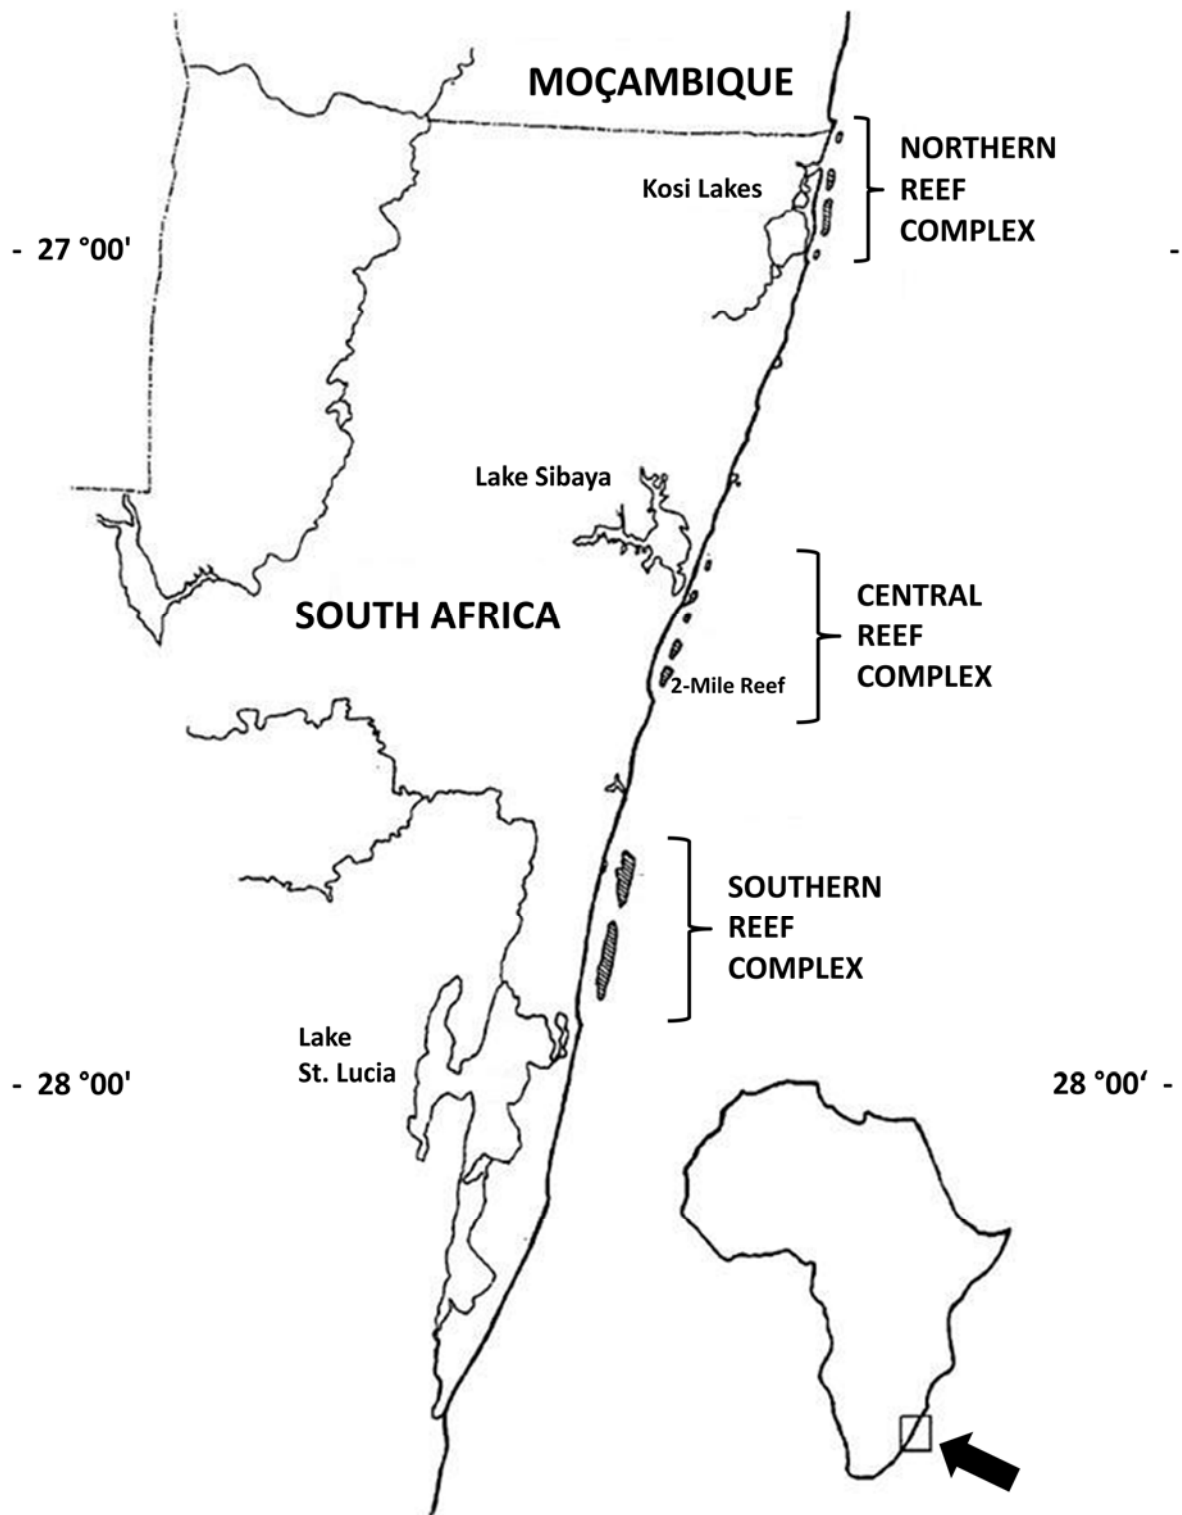 MOÇAMBIQUE
NORTHERN
REEF
COMPLEX
Kosi Lakes
- 27 °00'
-
Lake Sibaya
SOUTH AFRICA
CENTRAL
REEF
COMPLEX
2-Mile Reef
SOUTHERN
REEF
COMPLEX
Lake
St. Lucia
- 28 °00'
28 °00‘ -